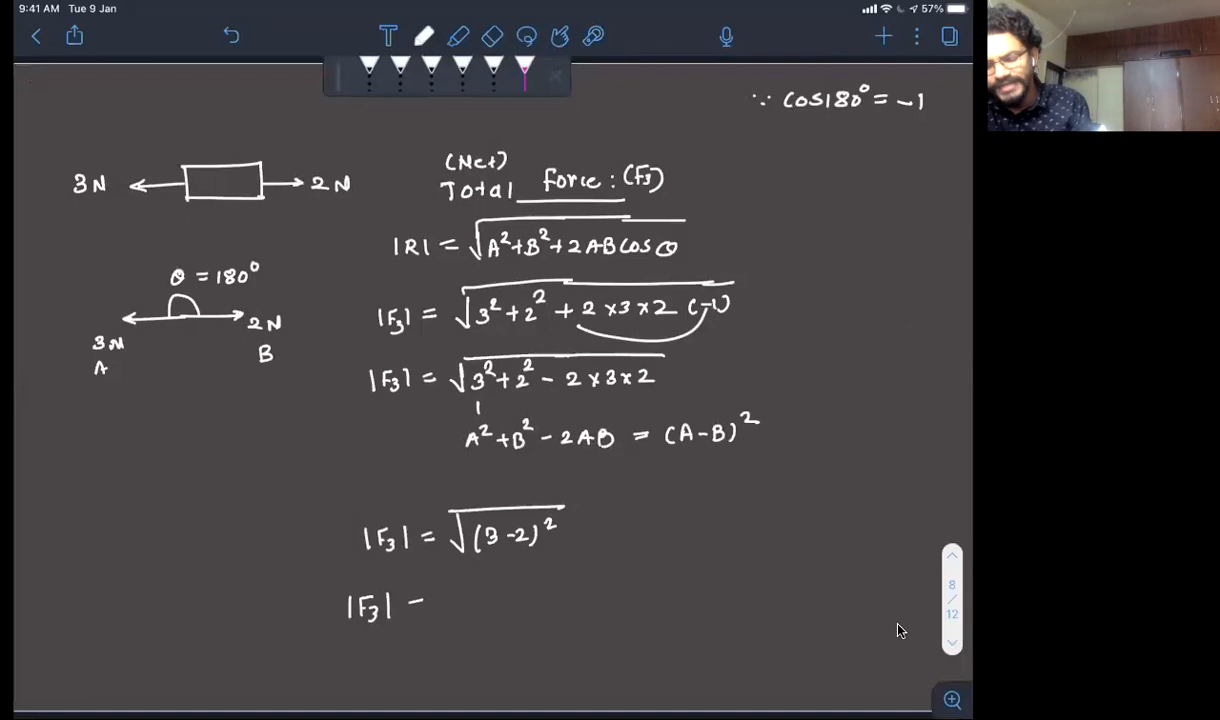 9:41 AM Tue 9 Jan
57%
∵ cos180° = -1
(Net)
Total force : (F₃)
3N
2N
|R| = √(A²+B²+2ABcosθ)
θ = 180°
|F₃| = √(3²+2²+2×3×2 (-1))
2N
3N
B
A
|F₃| = √(3²+2²-2×3×2)
A²+B²-2AB = (A-B)²
|F₃| = √((3-2)²)
|F₃| -
8
/
12